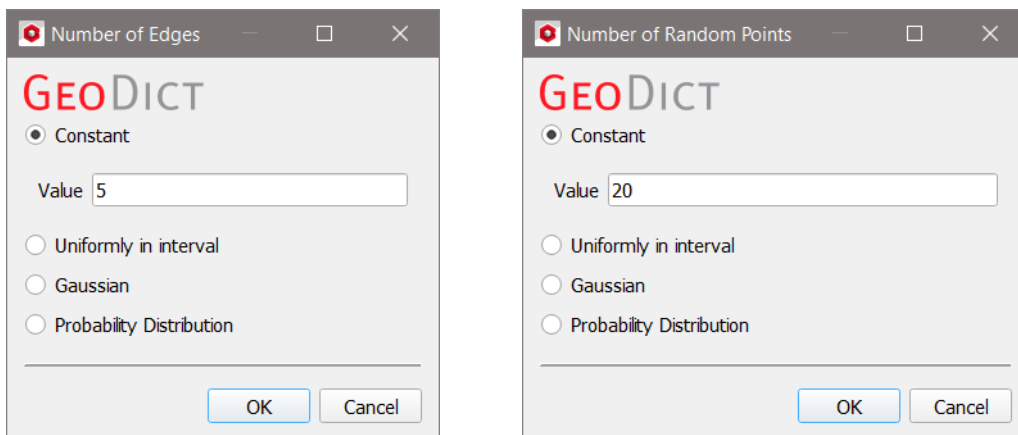 Number of Edges
GEODICT
Constant
Value 5
Uniformly in interval
Gaussian
Probability Distribution
OK Cancel
Number of Random Points
GEODICT
Constant
Value 20
Uniformly in interval
Gaussian
Probability Distribution
OK Cancel